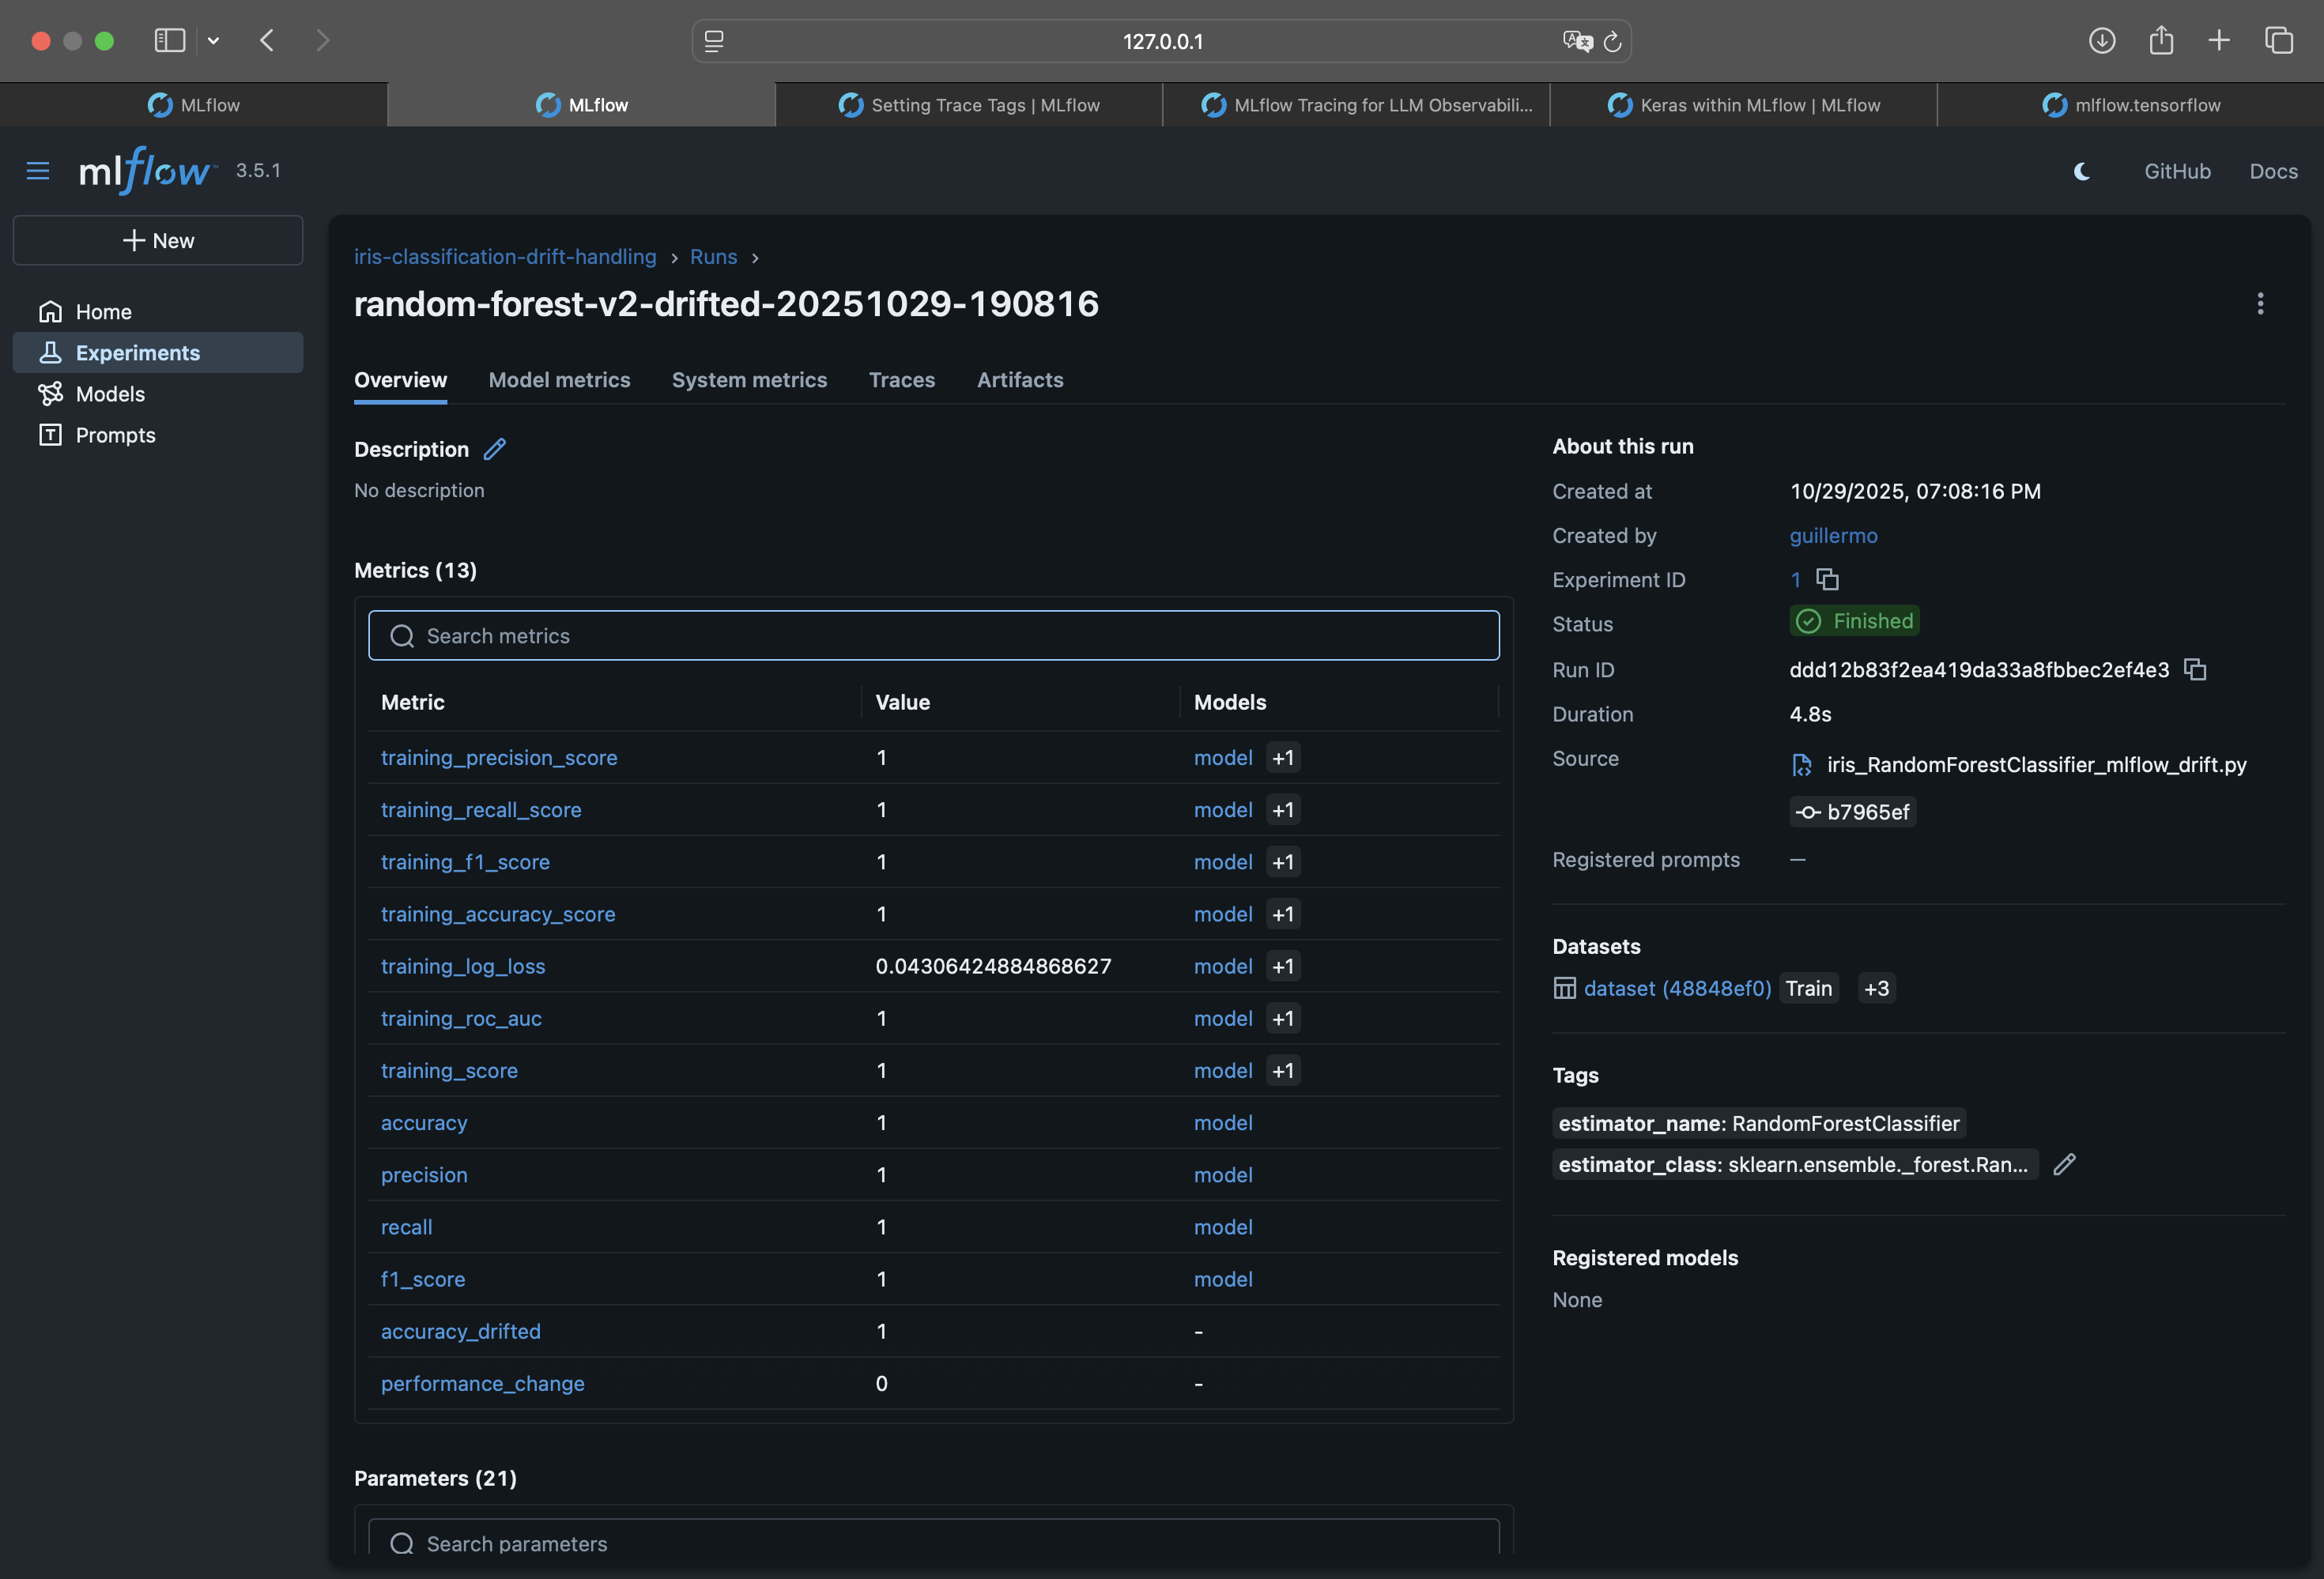 127.0.0.1
MLflow
MLflow
Setting Trace Tags | MLflow
MLflow Tracing for LLM Observabili...
Keras within MLflow | MLflow
mlflow.tensorflow
mlflow™ 3.5.1
GitHub
Docs
New
Home
Experiments
Models
Prompts
iris-classification-drift-handling › Runs ›
random-forest-v2-drifted-20251029-190816
Overview
Model metrics
System metrics
Traces
Artifacts
Description
No description
Metrics (13)
Search metrics
Metric Value Models
training_precision_score 1 model +1
training_recall_score 1 model +1
training_f1_score 1 model +1
training_accuracy_score 1 model +1
training_log_loss 0.04306424884868627 model +1
training_roc_auc 1 model +1
training_score 1 model +1
accuracy 1 model
precision 1 model
recall 1 model
f1_score 1 model
accuracy_drifted 1 -
performance_change 0 -
Parameters (21)
Search parameters
About this run
Created at 10/29/2025, 07:08:16 PM
Created by guillermo
Experiment ID 1
Status Finished
Run ID ddd12b83f2ea419da33a8fbbec2ef4e3
Duration 4.8s
Source iris_RandomForestClassifier_mlflow_drift.py
b7965ef
Registered prompts —
Datasets
dataset (48848ef0) Train +3
Tags
estimator_name: RandomForestClassifier
estimator_class: sklearn.ensemble._forest.Ran...
Registered models
None